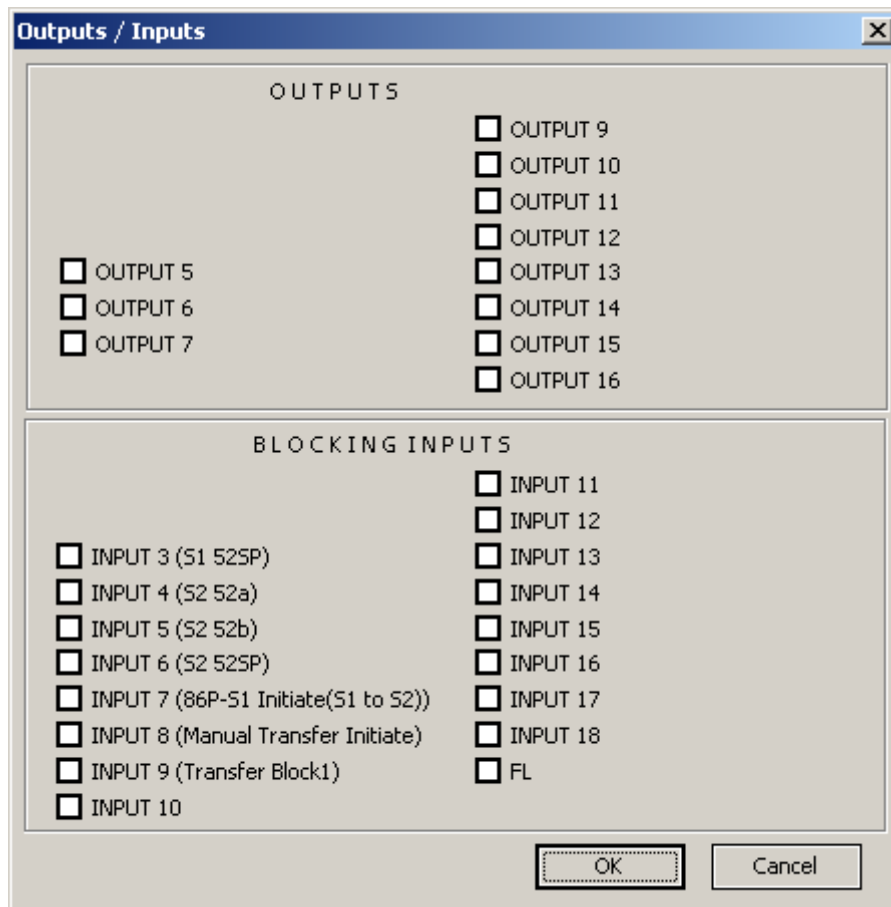 Outputs / Inputs
OUTPUTS
OUTPUT 5
OUTPUT 6
OUTPUT 7
OUTPUT 9
OUTPUT 10
OUTPUT 11
OUTPUT 12
OUTPUT 13
OUTPUT 14
OUTPUT 15
OUTPUT 16
BLOCKING INPUTS
INPUT 3 (S1 52SP)
INPUT 4 (S2 52a)
INPUT 5 (S2 52b)
INPUT 6 (S2 52SP)
INPUT 7 (86P-S1 Initiate(S1 to S2))
INPUT 8 (Manual Transfer Initiate)
INPUT 9 (Transfer Block1)
INPUT 10
INPUT 11
INPUT 12
INPUT 13
INPUT 14
INPUT 15
INPUT 16
INPUT 17
INPUT 18
FL
OK
Cancel